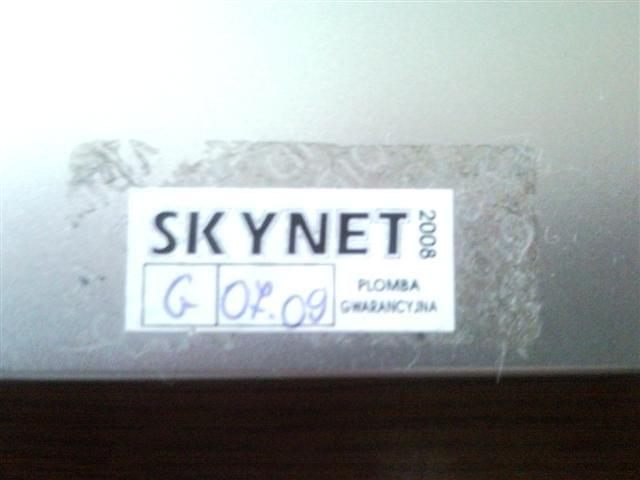 SKYNET 2008
G 07.09
PLOMBA
GWARANCYJNA